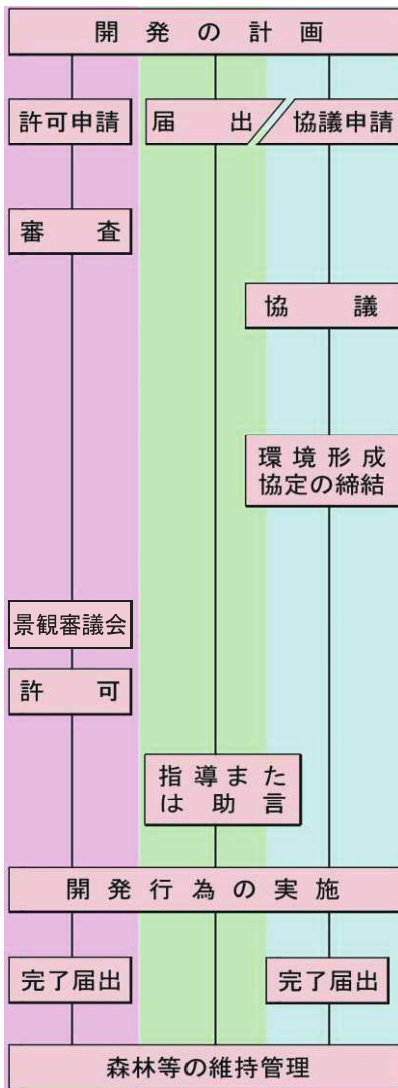 開発の計画
許可申請
届出
協議申請
審査
協議
環境形成
協定の締結
景観審議会
許可
指導また
は助言
開発行為の実施
完了届出
完了届出
森林等の維持管理